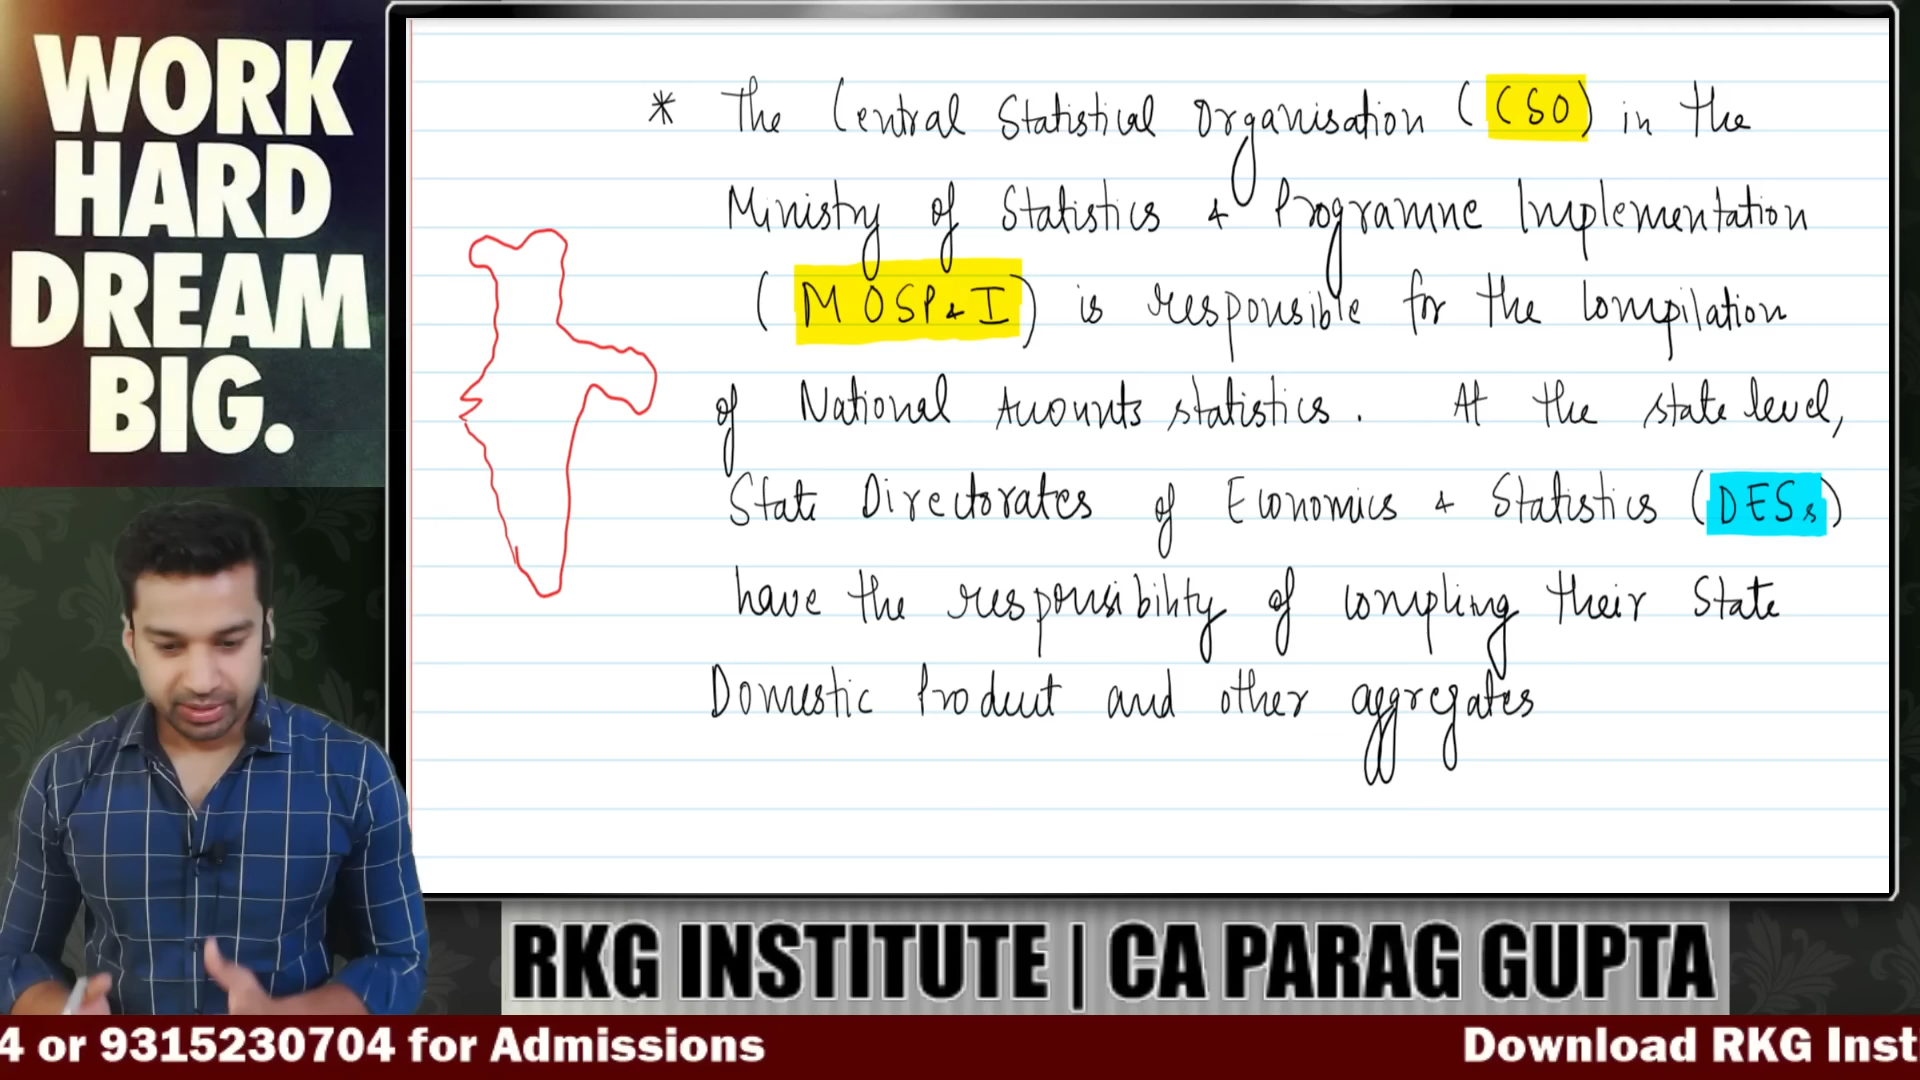 WORK
HARD
DREAM
BIG.
* The Central Statistical Organisation (CSO) in the
Ministry of Statistics & Programme Implementation
(MOSP & I) is responsible for the compilation
of National Accounts statistics. At the state level,
State Directorates of Economics & Statistics (DESs)
have the responsibility of compling their State
Domestic Product and other aggregates
RKG INSTITUTE | CA PARAG GUPTA
4 or 9315230704 for Admissions
Download RKG Inst